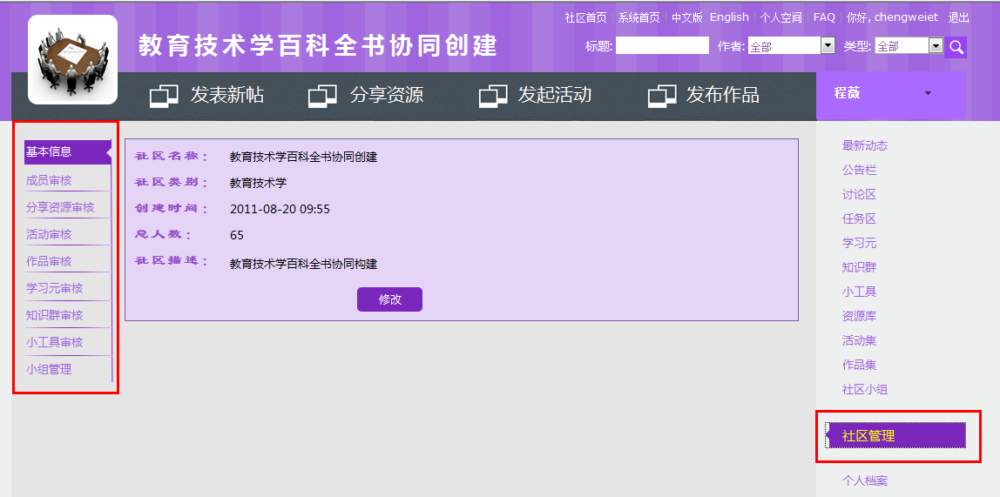 社区首页 系统首页 中文版 English 个人空间 FAQ 你好, chengweiet 退出
教育技术学百科全书协同创建
标题: 作者: 全部 类型: 全部
发表新帖 分享资源 发起活动 发布作品
程薇
基本信息
成员审核
分享资源审核
活动审核
作品审核
学习元审核
知识群审核
小工具审核
小组管理
社区名称: 教育技术学百科全书协同创建
社区类别: 教育技术学
创建时间: 2011-08-20 09:55
总人数: 65
社区描述: 教育技术学百科全书协同构建
修改
最新动态
公告栏
讨论区
任务区
学习元
知识群
小工具
资源库
活动集
作品集
社区小组
社区管理
个人档案